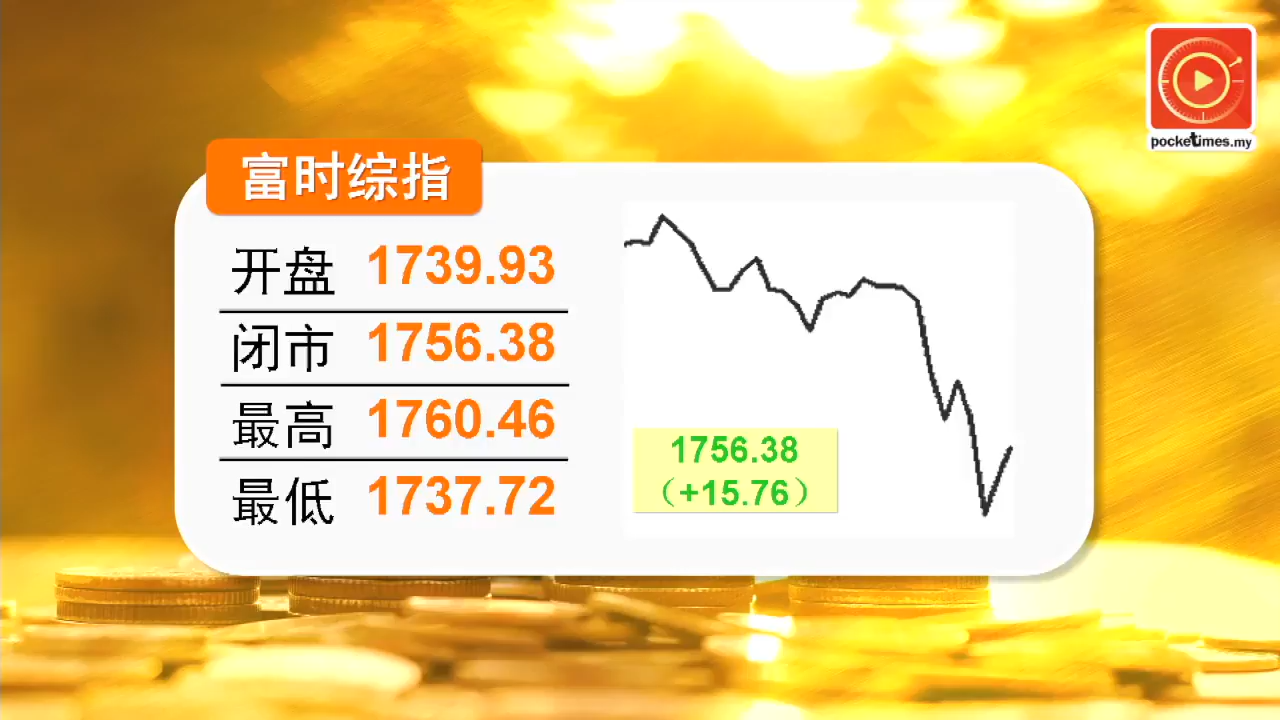 pocketimes.my
富时综指
开盘 1739.93
闭市 1756.38
最高 1760.46
最低 1737.72
1756.38
（+15.76）